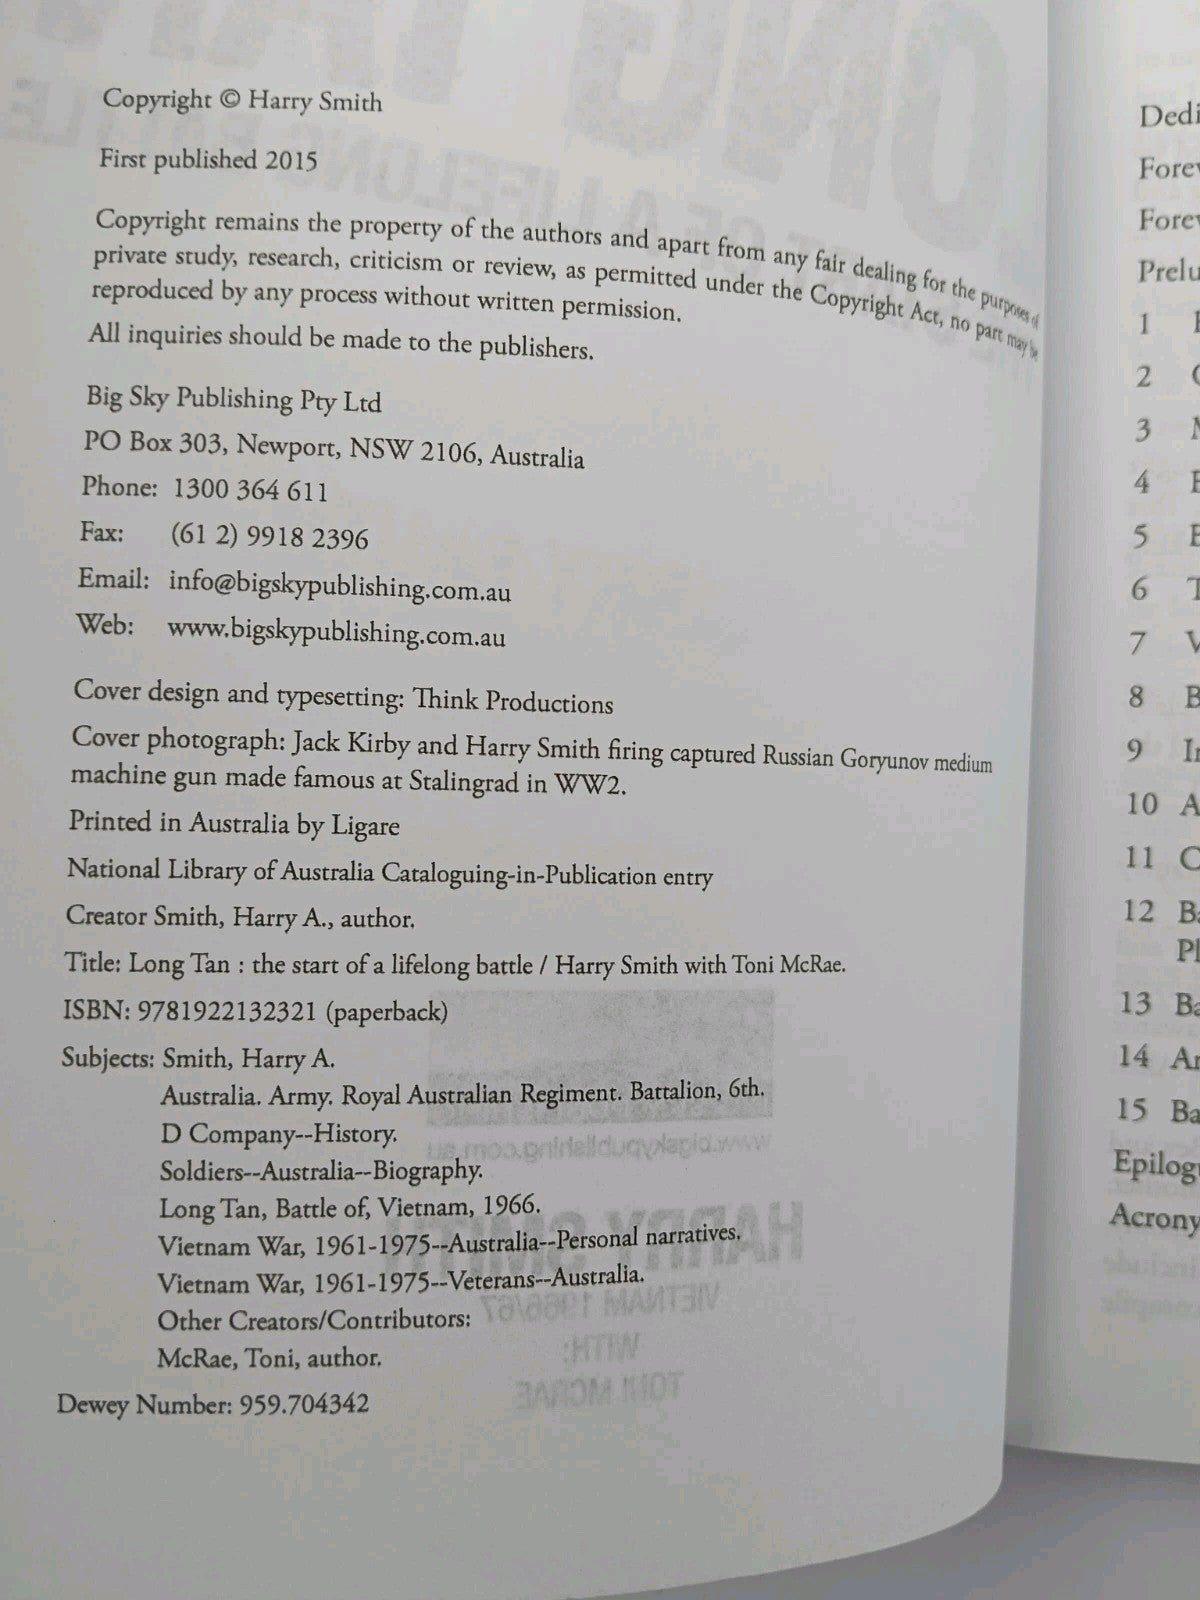 Copyright © Harry Smith
First published 2015
Copyright remains the property of the authors and apart from any fair dealing for the purposes of
private study, research, criticism or review, as permitted under the Copyright Act, no part may be
reproduced by any process without written permission.
All inquiries should be made to the publishers.
Big Sky Publishing Pty Ltd
PO Box 303, Newport, NSW 2106, Australia
Phone: 1300 364 611
Fax: (61 2) 9918 2396
Email: info@bigskypublishing.com.au
Web: www.bigskypublishing.com.au
Cover design and typesetting: Think Productions
Cover photograph: Jack Kirby and Harry Smith firing captured Russian Goryunov medium
machine gun made famous at Stalingrad in WW2.
Printed in Australia by Ligare
National Library of Australia Cataloguing-in-Publication entry
Creator Smith, Harry A., author.
Title: Long Tan : the start of a lifelong battle / Harry Smith with Toni McRae.
ISBN: 9781922132321 (paperback)
Subjects: Smith, Harry A.
Australia. Army. Royal Australian Regiment. Battalion, 6th.
D Company--History.
Soldiers--Australia--Biography.
Long Tan, Battle of, Vietnam, 1966.
Vietnam War, 1961-1975--Australia--Personal narratives.
Vietnam War, 1961-1975--Veterans--Australia.
Other Creators/Contributors:
McRae, Toni, author.
Dewey Number: 959.704342
1
2
3
4
5
6
7
8
9
10
11
12
13
14
15